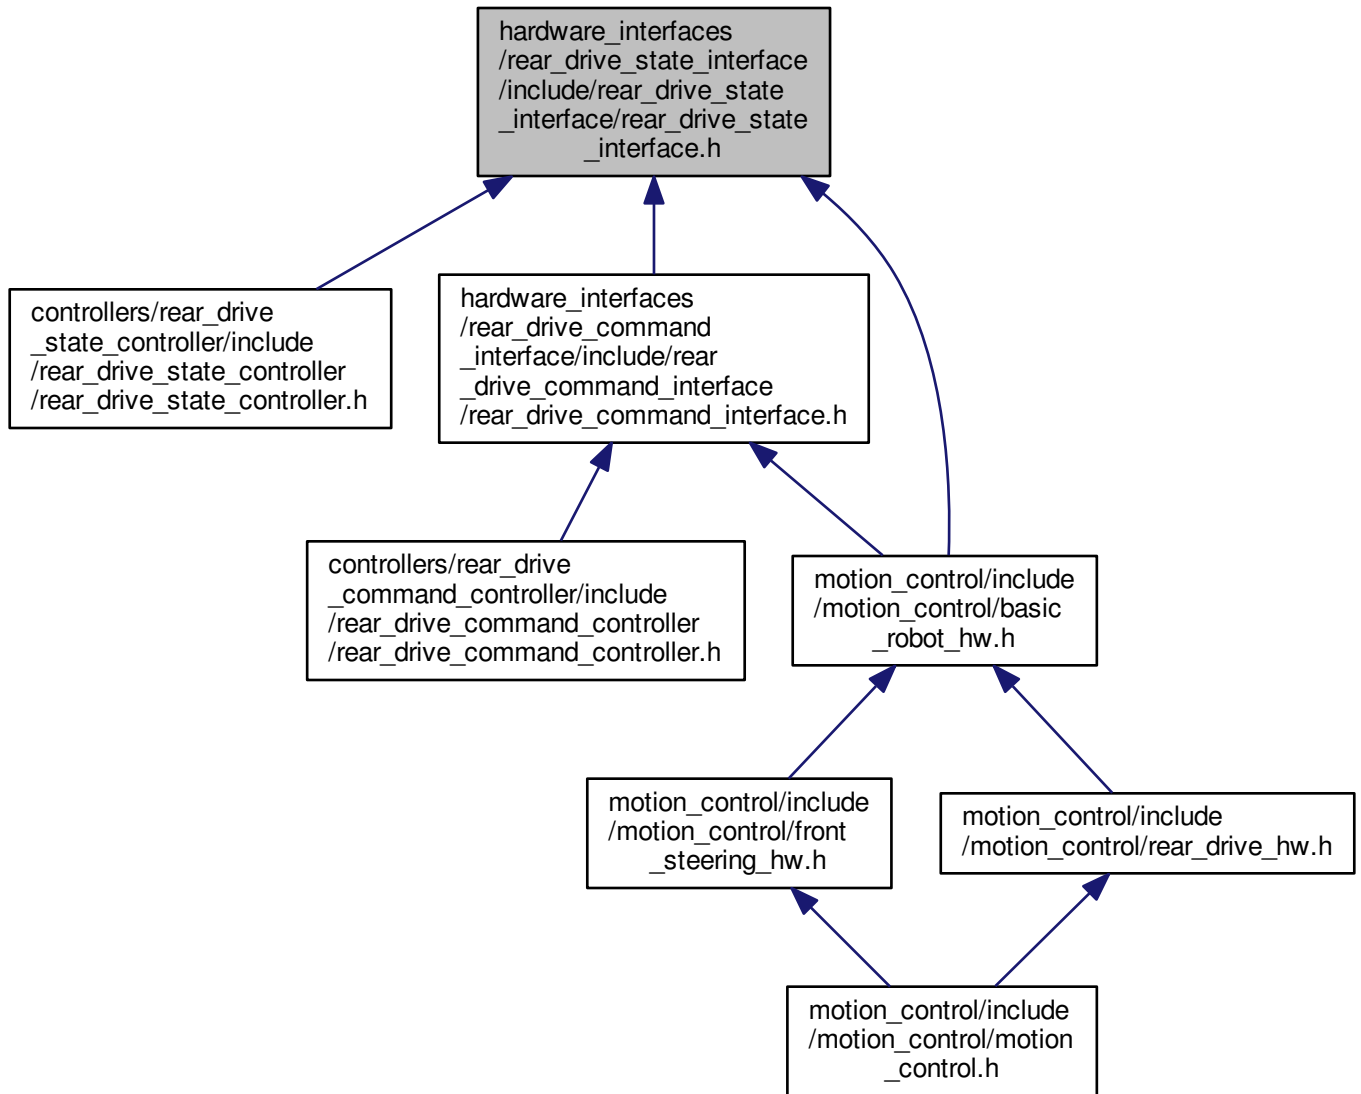 hardware_interfaces
/rear_drive_state_interface
/include/rear_drive_state
_interface/rear_drive_state
_interface.h
controllers/rear_drive
_state_controller/include
/rear_drive_state_controller
/rear_drive_state_controller.h
hardware_interfaces
/rear_drive_command
_interface/include/rear
_drive_command_interface
/rear_drive_command_interface.h
controllers/rear_drive
_command_controller/include
/rear_drive_command_controller
/rear_drive_command_controller.h
motion_control/include
/motion_control/basic
_robot_hw.h
motion_control/include
/motion_control/front
_steering_hw.h
motion_control/include
/motion_control/rear_drive_hw.h
motion_control/include
/motion_control/motion
_control.h